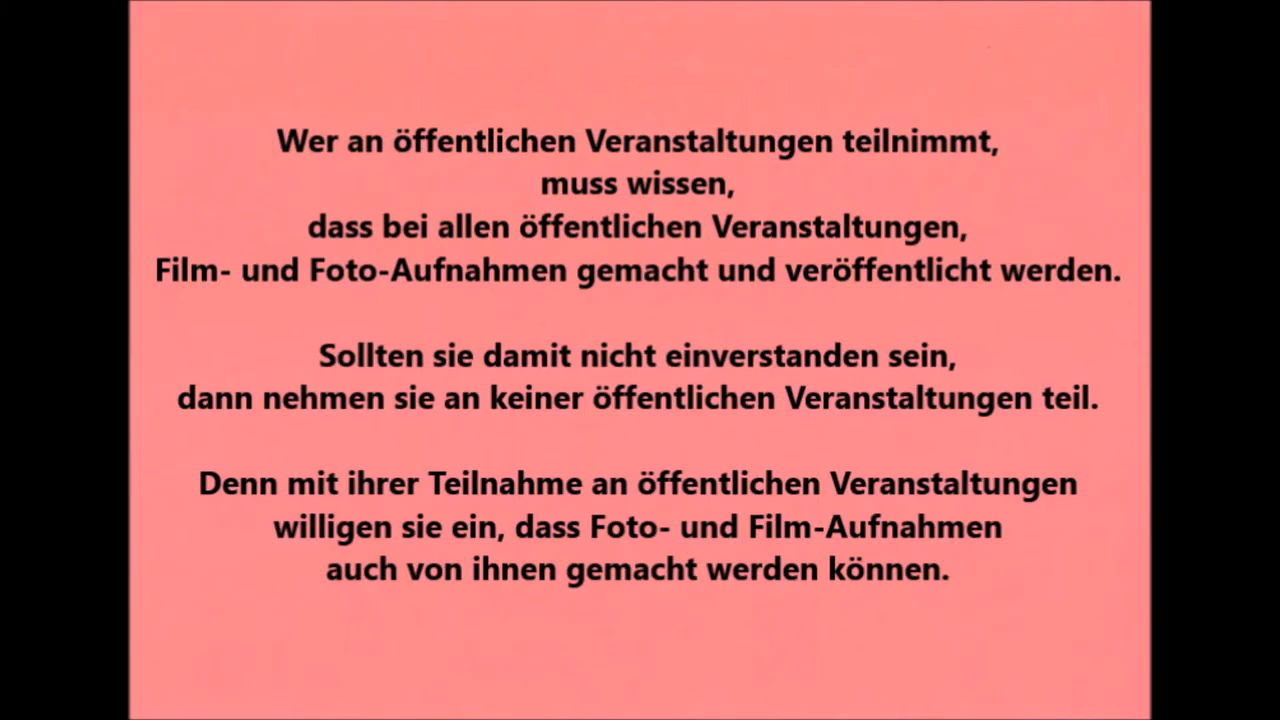 Wer an öffentlichen Veranstaltungen teilnimmt,
muss wissen,
dass bei allen öffentlichen Veranstaltungen,
Film- und Foto-Aufnahmen gemacht und veröffentlicht werden.
Sollten sie damit nicht einverstanden sein,
dann nehmen sie an keiner öffentlichen Veranstaltungen teil.
Denn mit ihrer Teilnahme an öffentlichen Veranstaltungen
willigen sie ein, dass Foto- und Film-Aufnahmen
auch von ihnen gemacht werden können.